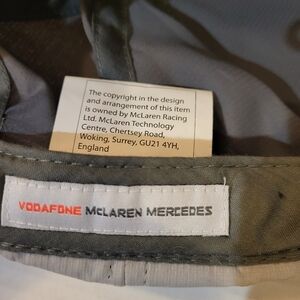 The copyright in the design
and arrangement of this item
is owned by McLaren Racing
Ltd. McLaren Technology
Centre, Chertsey Road,
Woking, Surrey, GU21 4YH,
England
VODAFONE McLAREN MERCEDES